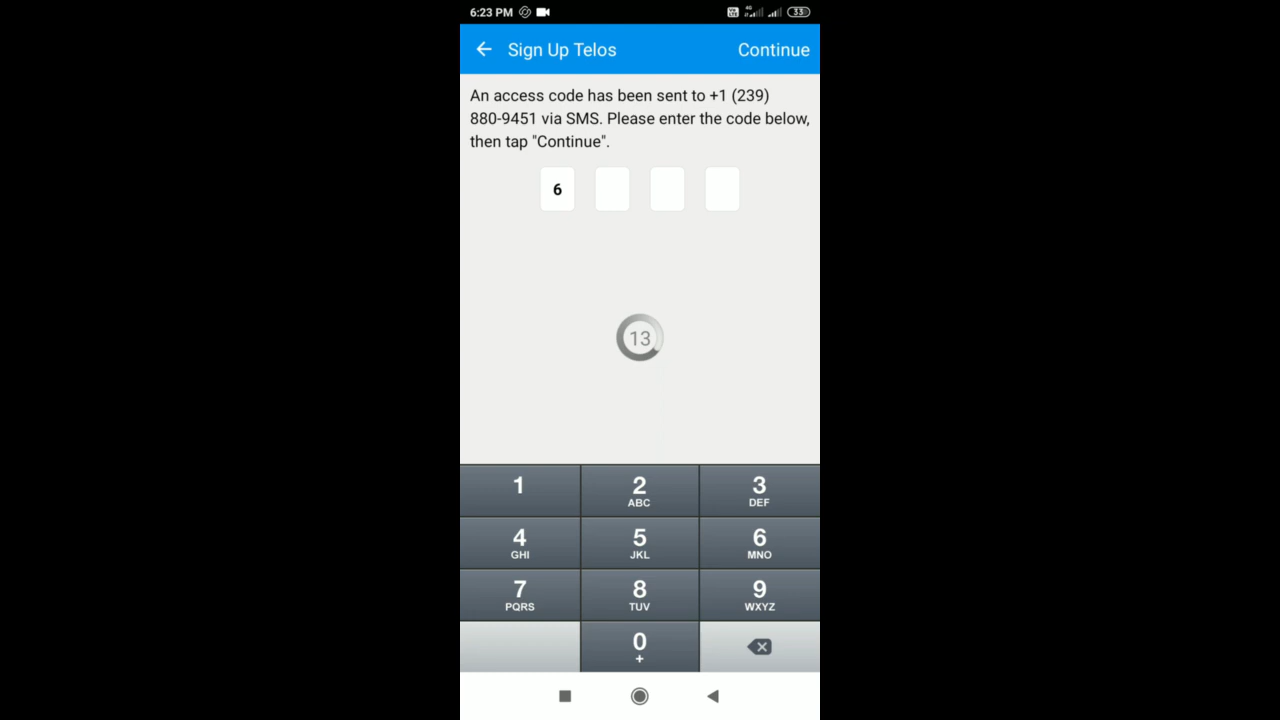 6:23 PM
4G
33
Sign Up Telos
Continue
An access code has been sent to +1 (239)
880-9451 via SMS. Please enter the code below,
then tap "Continue".
6
13
1
2
3
ABC
DEF
4
5
6
GHI
JKL
MNO
7
8
9
PQRS
TUV
WXYZ
0
+